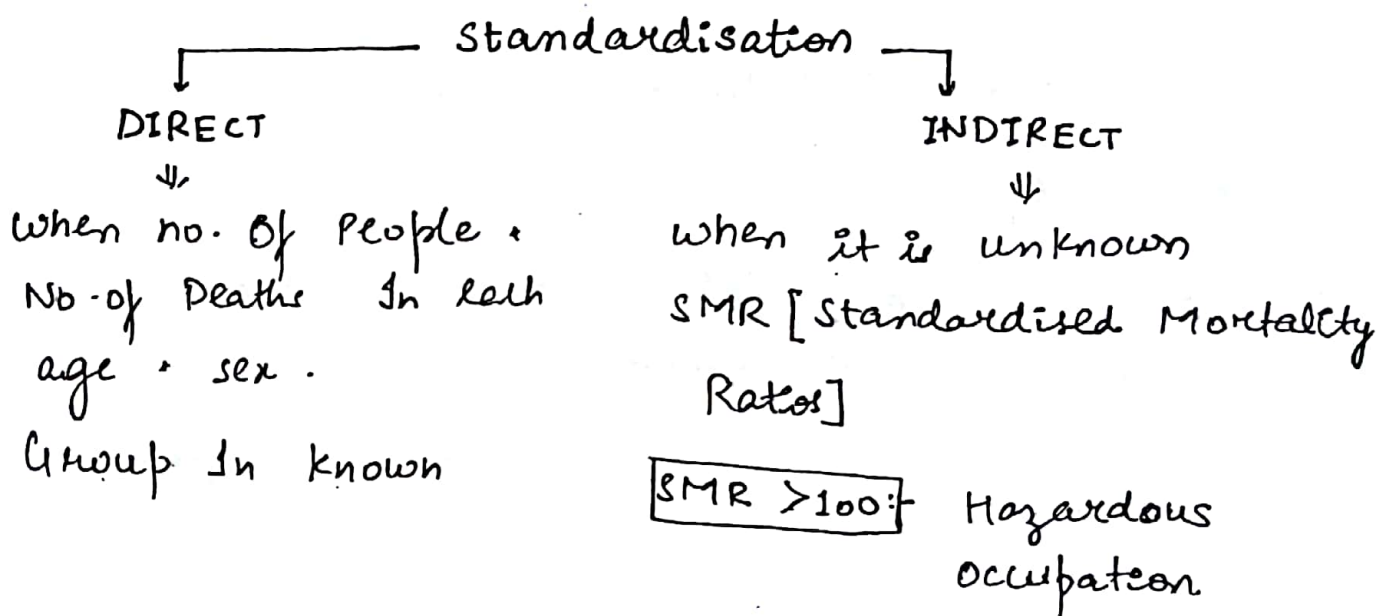 Standardisation
DIRECT
When no. Of People •
No. of Deaths In each
age • sex.
Group In known
INDIRECT
when it is unknown
SMR [Standardised Mortality
Ratios]
SMR >100:- Hazardous
occupation